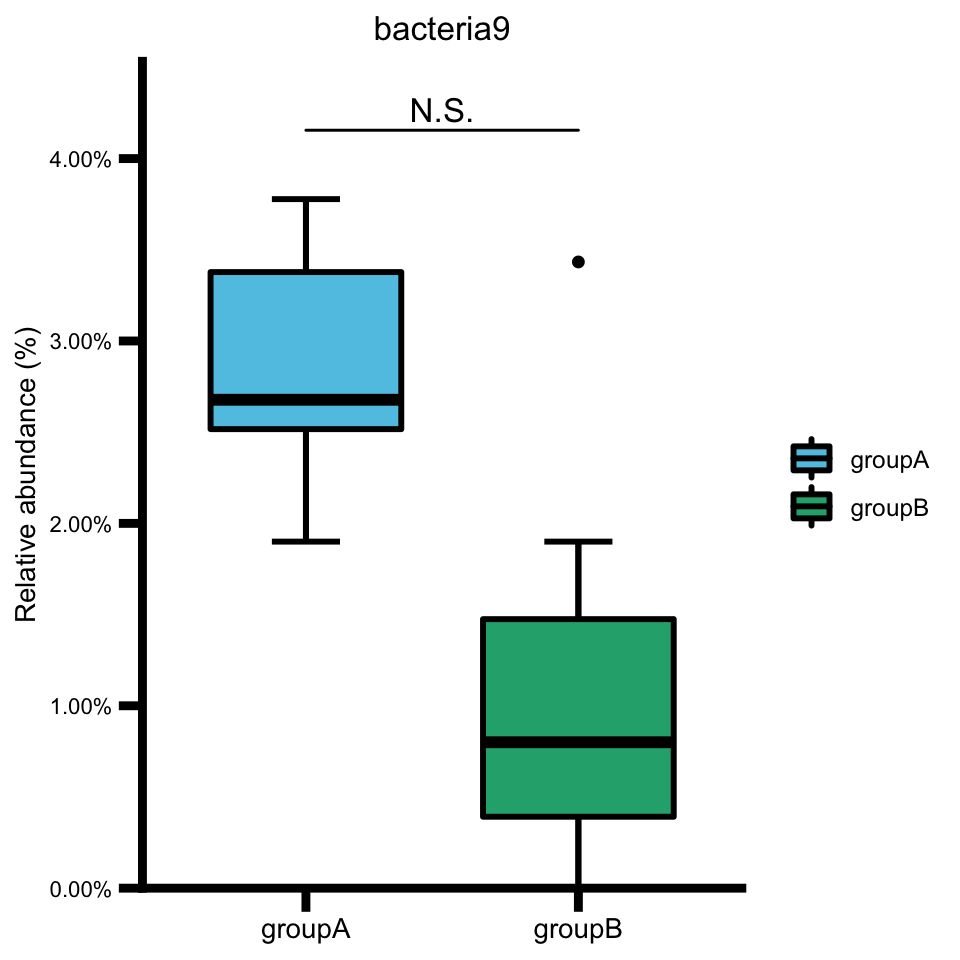 bacteria9
N.S.
Relative abundance (%)
4.00%
3.00%
2.00%
1.00%
0.00%
groupA
groupB
groupA
groupB